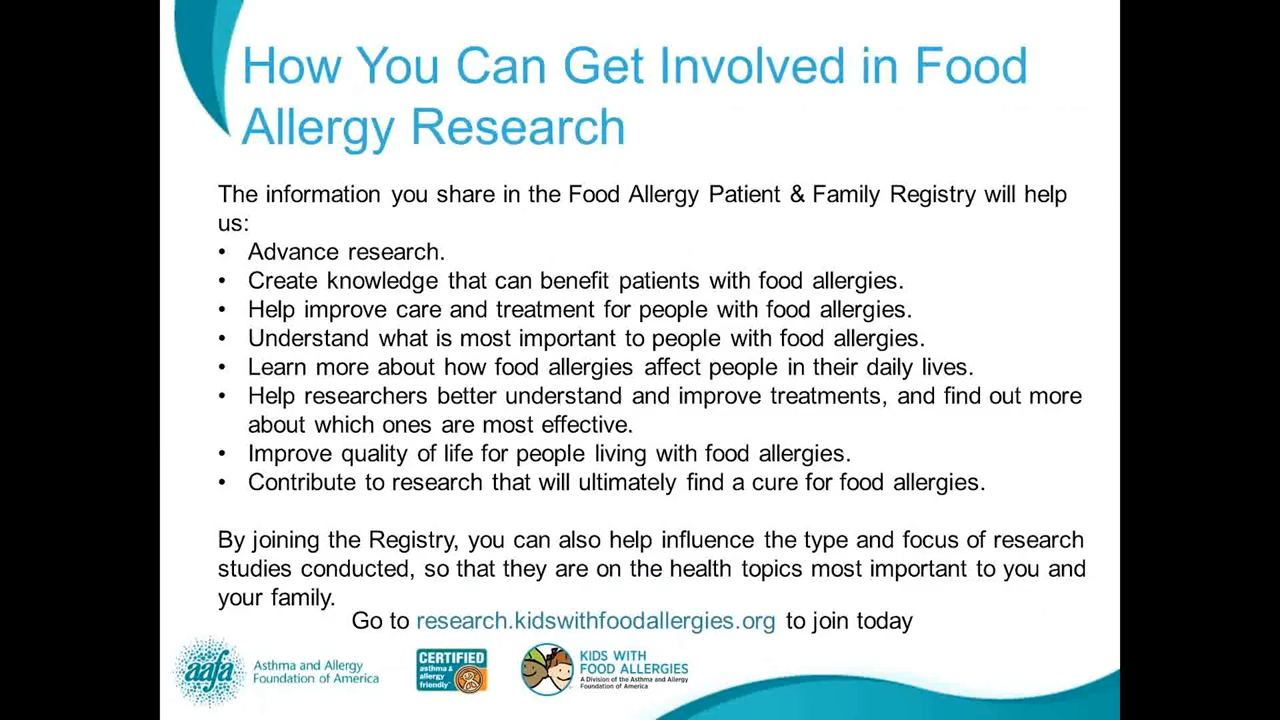 How You Can Get Involved in Food
Allergy Research
The information you share in the Food Allergy Patient & Family Registry will help
us:
• Advance research.
• Create knowledge that can benefit patients with food allergies.
• Help improve care and treatment for people with food allergies.
• Understand what is most important to people with food allergies.
• Learn more about how food allergies affect people in their daily lives.
• Help researchers better understand and improve treatments, and find out more
about which ones are most effective.
• Improve quality of life for people living with food allergies.
• Contribute to research that will ultimately find a cure for food allergies.
By joining the Registry, you can also help influence the type and focus of research
studies conducted, so that they are on the health topics most important to you and
your family.
Go to research.kidswithfoodallergies.org to join today
aafa
Asthma and Allergy
Foundation of America
CERTIFIED
asthma &
allergy
friendly™
KIDS WITH
FOOD ALLERGIES
A Division of the Asthma and Allergy
Foundation of America